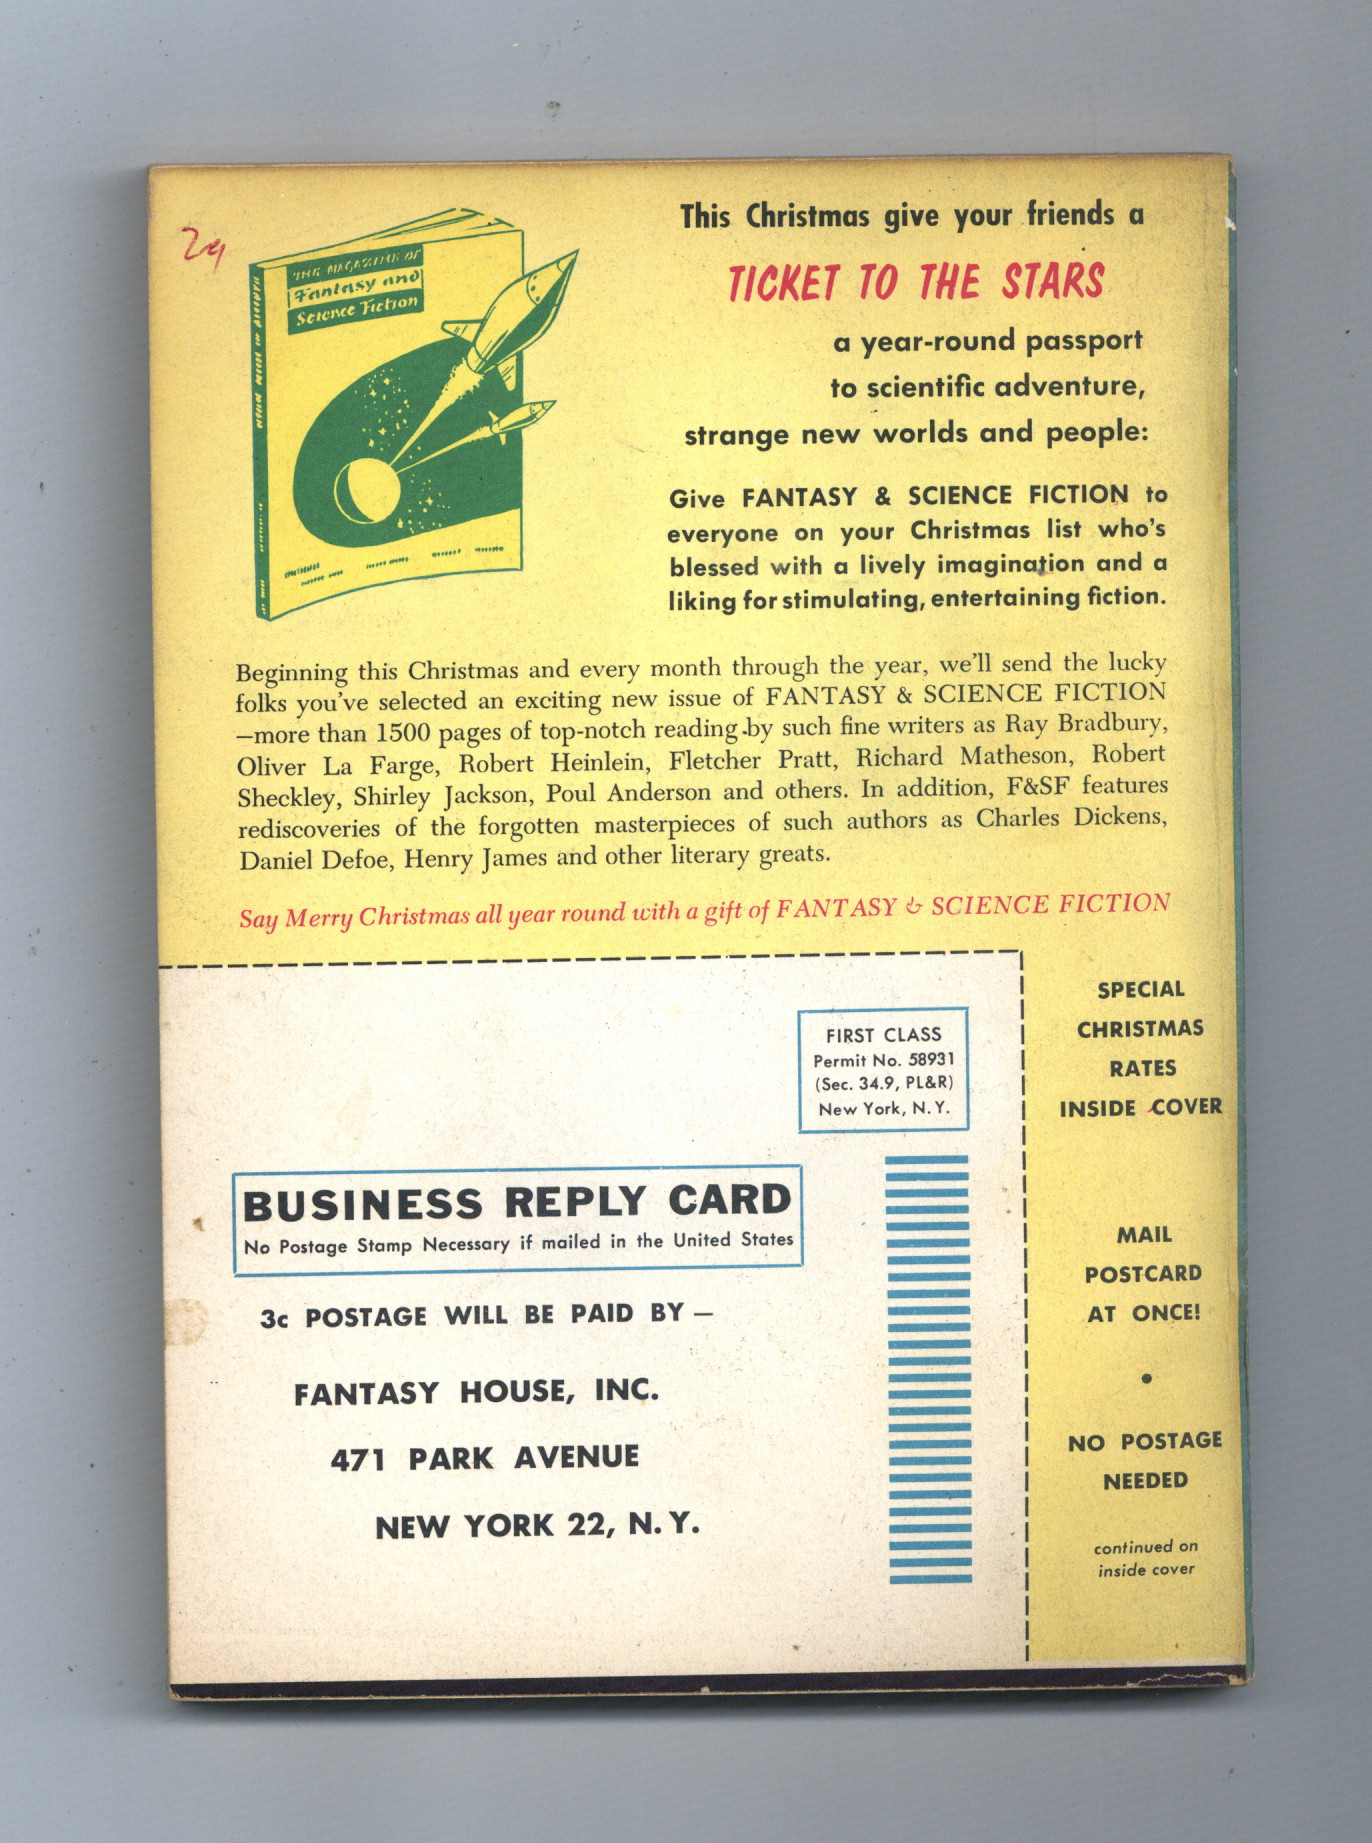 29
THE MAGAZINE OF
Fantasy and
Science Fiction
This Christmas give your friends a
TICKET TO THE STARS
a year-round passport
to scientific adventure,
strange new worlds and people:
Give FANTASY & SCIENCE FICTION to
everyone on your Christmas list who's
blessed with a lively imagination and a
liking for stimulating, entertaining fiction.
Beginning this Christmas and every month through the year, we'll send the lucky
folks you've selected an exciting new issue of FANTASY & SCIENCE FICTION
—more than 1500 pages of top-notch reading by such fine writers as Ray Bradbury,
Oliver La Farge, Robert Heinlein, Fletcher Pratt, Richard Matheson, Robert
Sheckley, Shirley Jackson, Poul Anderson and others. In addition, F&SF features
rediscoveries of the forgotten masterpieces of such authors as Charles Dickens,
Daniel Defoe, Henry James and other literary greats.
Say Merry Christmas all year round with a gift of FANTASY & SCIENCE FICTION
FIRST CLASS
Permit No. 58931
(Sec. 34.9, PL&R)
New York, N.Y.
BUSINESS REPLY CARD
No Postage Stamp Necessary if mailed in the United States
3c POSTAGE WILL BE PAID BY —
FANTASY HOUSE, INC.
471 PARK AVENUE
NEW YORK 22, N. Y.
SPECIAL
CHRISTMAS
RATES
INSIDE COVER
MAIL
POSTCARD
AT ONCE!
•
NO POSTAGE
NEEDED
continued on
inside cover